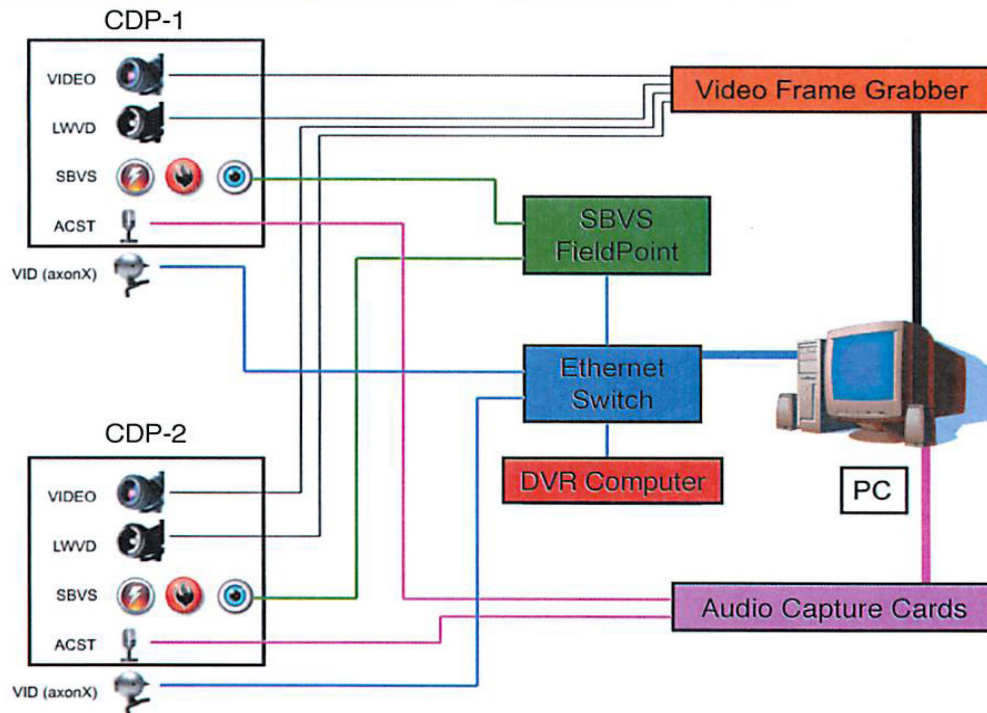 CDP-1
VIDEO
LWVD
SBVS
ACST
VID (axonX)
Video Frame Grabber
SBVS
FieldPoint
Ethernet
Switch
DVR Computer
PC
CDP-2
VIDEO
LWVD
SBVS
ACST
VID (axonX)
Audio Capture Cards